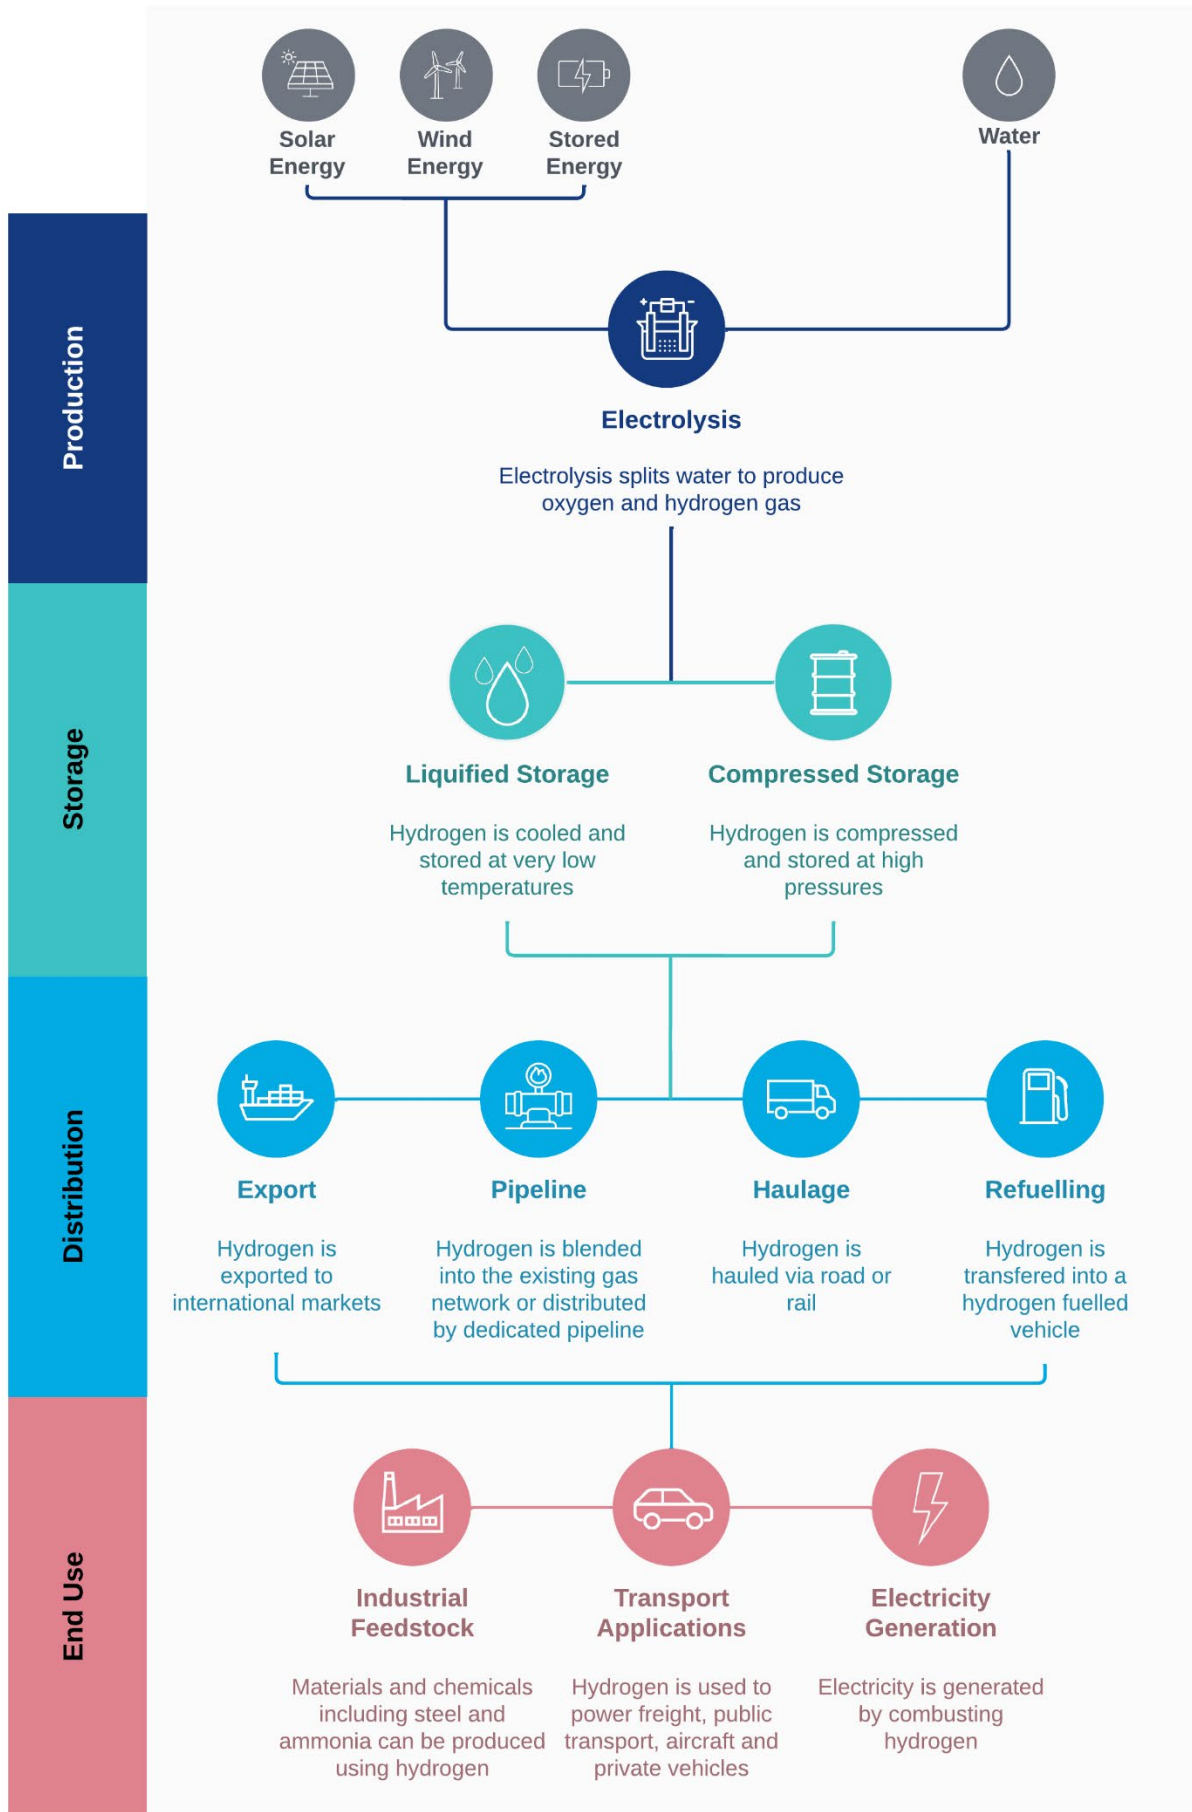 Solar
Energy
Wind
Energy
Stored
Energy
Water
Production
Electrolysis
Electrolysis splits water to produce
oxygen and hydrogen gas
Storage
Liquified Storage
Hydrogen is cooled and
stored at very low
temperatures
Compressed Storage
Hydrogen is compressed
and stored at high
pressures
Distribution
Export
Hydrogen is
exported to
international markets
Pipeline
Hydrogen is blended
into the existing gas
network or distributed
by dedicated pipeline
Haulage
Hydrogen is
hauled via road or
rail
Refuelling
Hydrogen is
transfered into a
hydrogen fuelled
vehicle
End Use
Industrial
Feedstock
Materials and chemicals
including steel and
ammonia can be produced
using hydrogen
Transport
Applications
Hydrogen is used to
power freight, public
transport, aircraft and
private vehicles
Electricity
Generation
Electricity is generated
by combusting
hydrogen